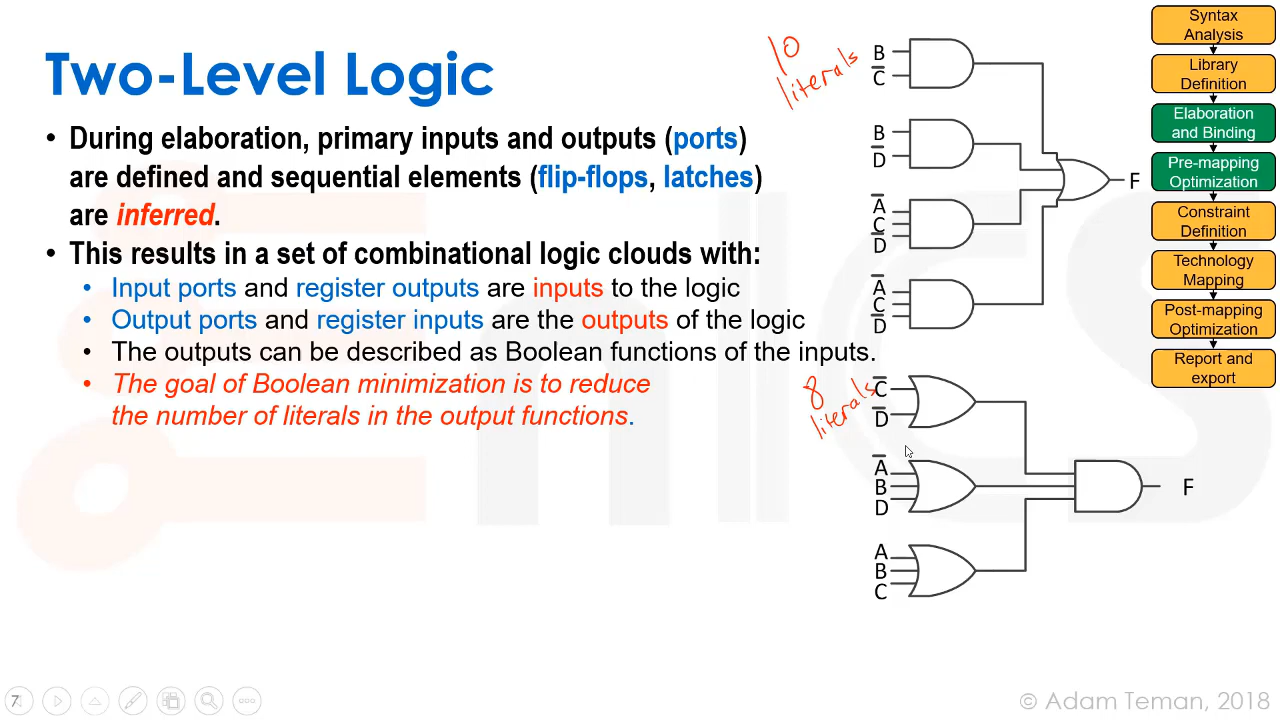 Two-Level Logic
• During elaboration, primary inputs and outputs (ports)
are defined and sequential elements (flip-flops, latches)
are inferred.
• This results in a set of combinational logic clouds with:
• Input ports and register outputs are inputs to the logic
• Output ports and register inputs are the outputs of the logic
• The outputs can be described as Boolean functions of the inputs.
• The goal of Boolean minimization is to reduce
the number of literals in the output functions.
10
literals
B
C̅
B
D̅
A̅
C
D̅
A̅
C
D̅
F
8
literals
C̅
D̅
A̅
B
D
A
B
C
F
Syntax
Analysis
Library
Definition
Elaboration
and Binding
Pre-mapping
Optimization
Constraint
Definition
Technology
Mapping
Post-mapping
Optimization
Report and
export
7
© Adam Teman, 2018